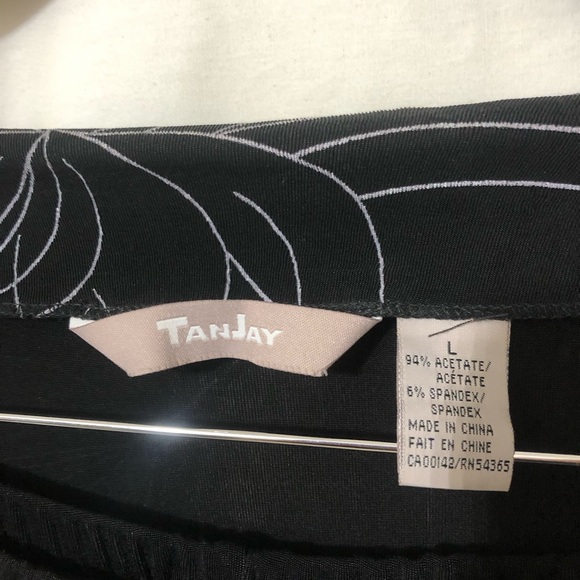 TANJAY
L
94% ACETATE/
ACÉTATE
6% SPANDEX/
SPANDEX
MADE IN CHINA
FAIT EN CHINE
CA00142/RN54365